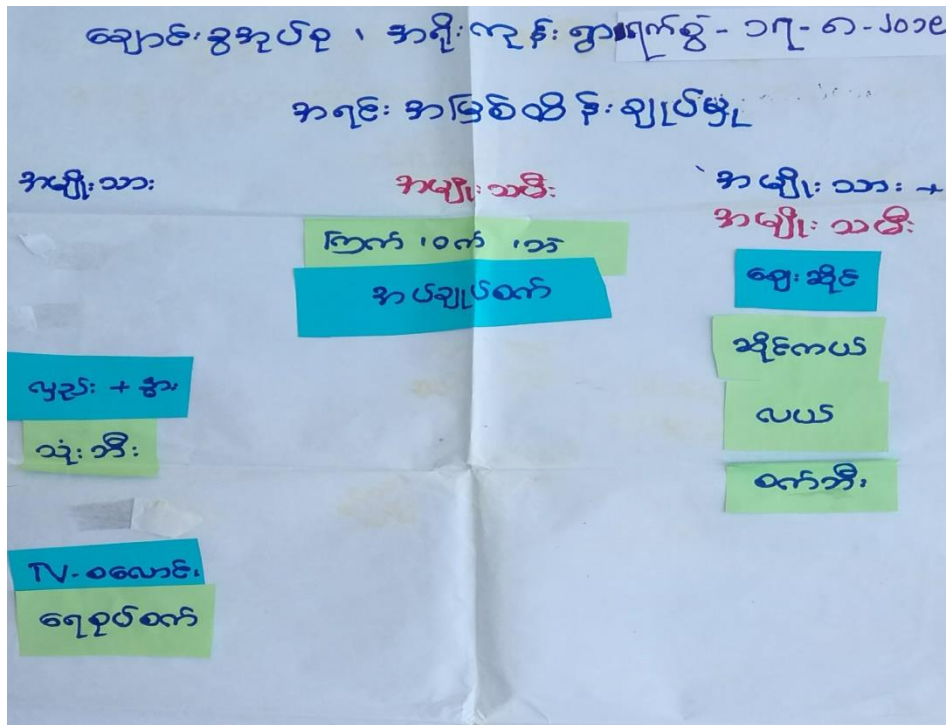 ချောင်းခွအုပ်စု ၊ အရိုးကုန်းရွာ ရက်စွဲ - ၁၅-၈-၂၀၁၉
အရင်းအမြစ်ထိန်းချုပ်မှု
အမျိုးသား
အမျိုးသမီး
အမျိုးသား +
အမျိုးသမီး
ကြက် ၊ ဝက် ၊ ဘဲ
အပ်ချုပ်စက်
ဈေးဆိုင်
ဆိုင်ကယ်
လယ်
စက်ဘီး
လှည်း + နွား
သုံးဘီး
TV - စလောင်း
ရေစုပ်စက်